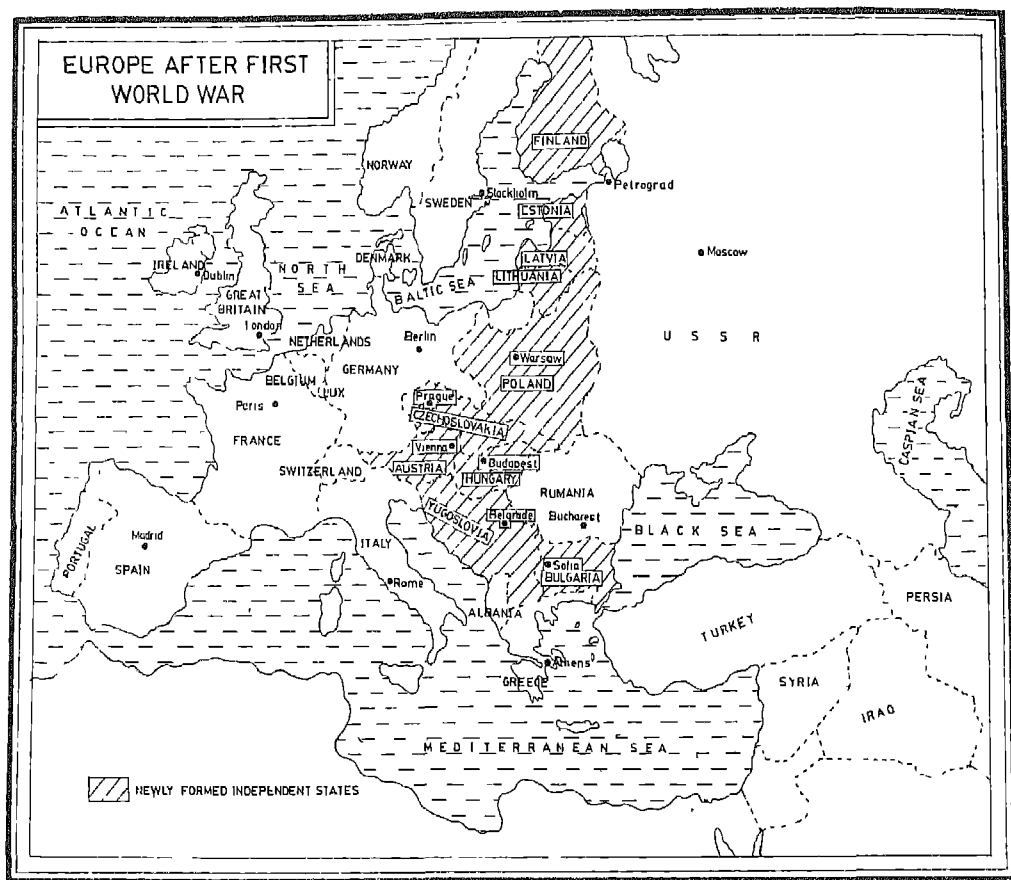 EUROPE AFTER FIRST
WORLD WAR
FINLAND
NORWAY
Petrograd
Stockholm
SWEDEN
ESTONIA
ATLANTIC
OCEAN
Moscow
DENMARK
LATVIA
IRELAND
Dublin
NORTH
SEA
LITHUANIA
BALTIC SEA
GREAT
BRITAIN
London
USSR
NETHERLANDS
Berlin
Warsaw
GERMANY
POLAND
BELGIUM
LUX
Prague
Paris
CASPIAN SEA
CZECHOSLOVAKIA
FRANCE
Vienna
SWITZERLAND
AUSTRIA
Budapest
HUNGARY
RUMANIA
YUGOSLOVIA
Belgrade
Bucharest
BLACK SEA
PORTUGAL
Madrid
ITALY
SPAIN
Sofia
BULGARIA
Rome
PERSIA
ALBANIA
TURKEY
Athens
GREECE
SYRIA
IRAQ
MEDITERRANEAN SEA
NEWLY FORMED INDEPENDENT STATES